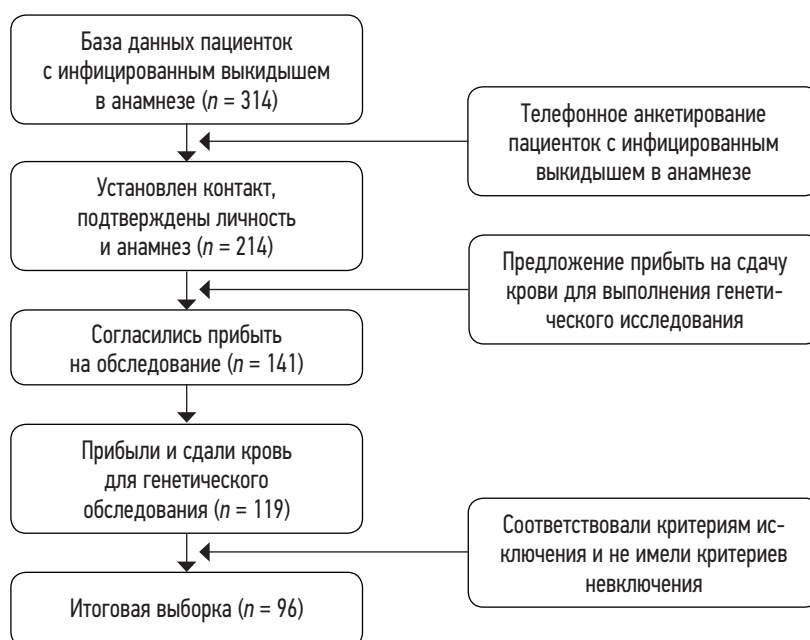 База данных пациенток
с инфицированным выкидышем
в анамнезе (n = 314)
Телефонное анкетирование
пациенток с инфицированным
выкидышем в анамнезе
Установлен контакт,
подтверждены личность
и анамнез (n = 214)
Предложение прибыть на сдачу
крови для выполнения генети-
ческого исследования
Согласились прибыть
на обследование (n = 141)
Прибыли и сдали кровь
для генетического
обследования (n = 119)
Соответствовали критериям ис-
ключения и не имели критериев
невключения
Итоговая выборка (n = 96)